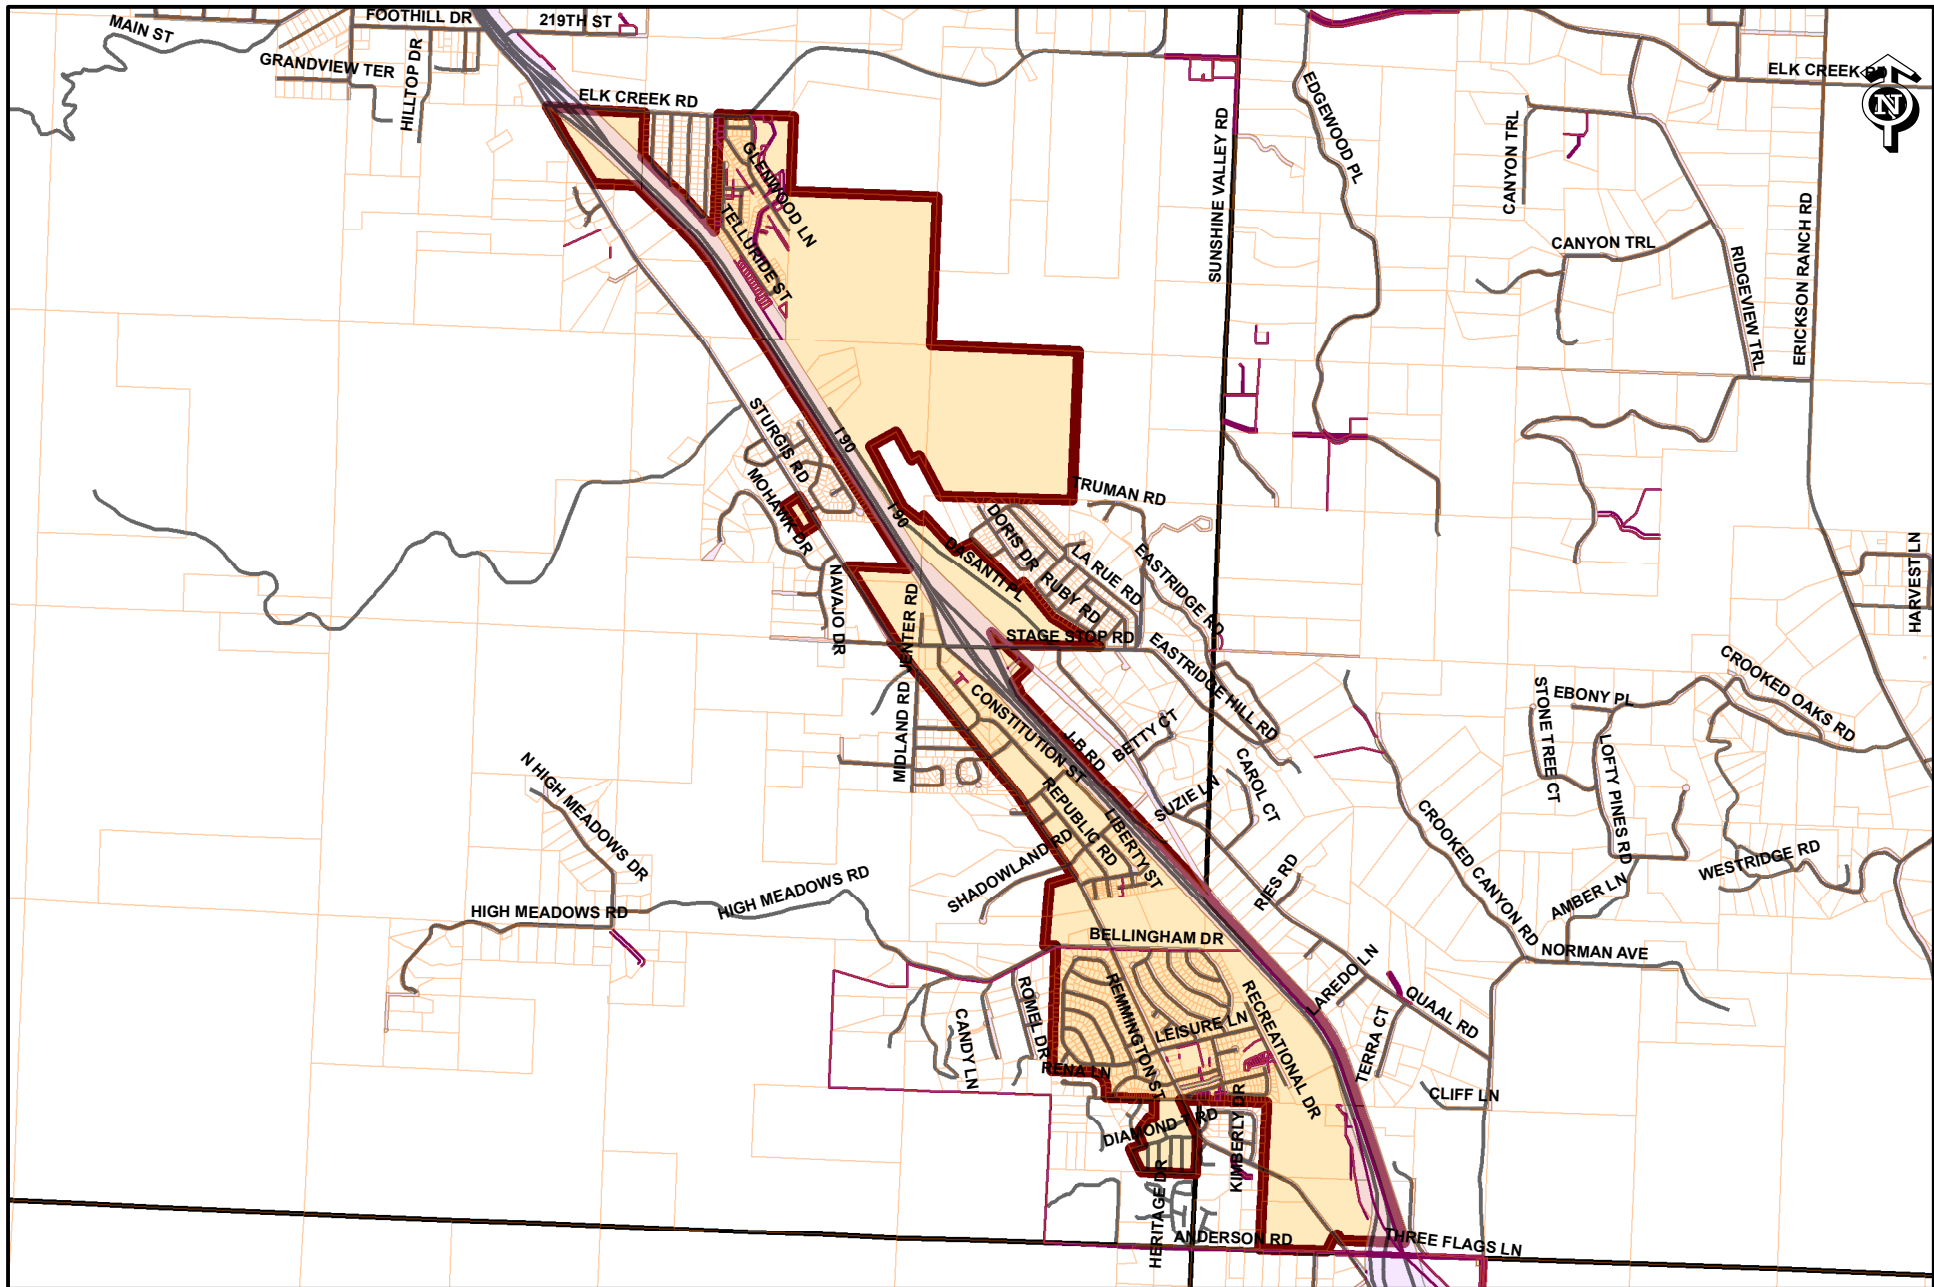 FOOTHILL DR
219TH ST
MAIN ST
GRANDVIEW TER
HILLTOP DR
ELK CREEK RD
ELK CREEK RD
N
SUNSHINE VALLEY RD
EDGEWOOD PL
CANYON TRL
CANYON TRL
RIDGEVIEW TRL
ERICKSON RANCH RD
GLENWOOD LN
TELLURIDE ST
I 90
STURGIS RD
MOHAWK DR
I 90
TRUMAN RD
DORIS DR
LA RUE RD
DASANTI PL
RUBY RD
EASTRIDGE RD
HARVEST LN
NAVAJO DR
JENTER RD
STAGE STOP RD
EASTRIDGE HILL RD
MIDLAND RD
CONSTITUTION ST
J-B RD
BETTY CT
CROOKED OAKS RD
EBONY PL
STONE TREE CT
LOFTY PINES RD
N HIGH MEADOWS DR
REPUBLIC RD
LIBERTY ST
SUZIE LN
CAROL CT
CROOKED CANYON RD
SHADOWLAND RD
RIES RD
WESTRIDGE RD
AMBER LN
HIGH MEADOWS RD
HIGH MEADOWS RD
BELLINGHAM DR
NORMAN AVE
LAREDO LN
QUAAL RD
ROMEL DR
CANDY LN
REMMINGTON ST
RECREATIONAL DR
LEISURE LN
TERRA CT
RENA LN
CLIFF LN
DIAMOND T RD
KIMBERLY DR
HERITAGE DR
ANDERSON RD
THREE FLAGS LN